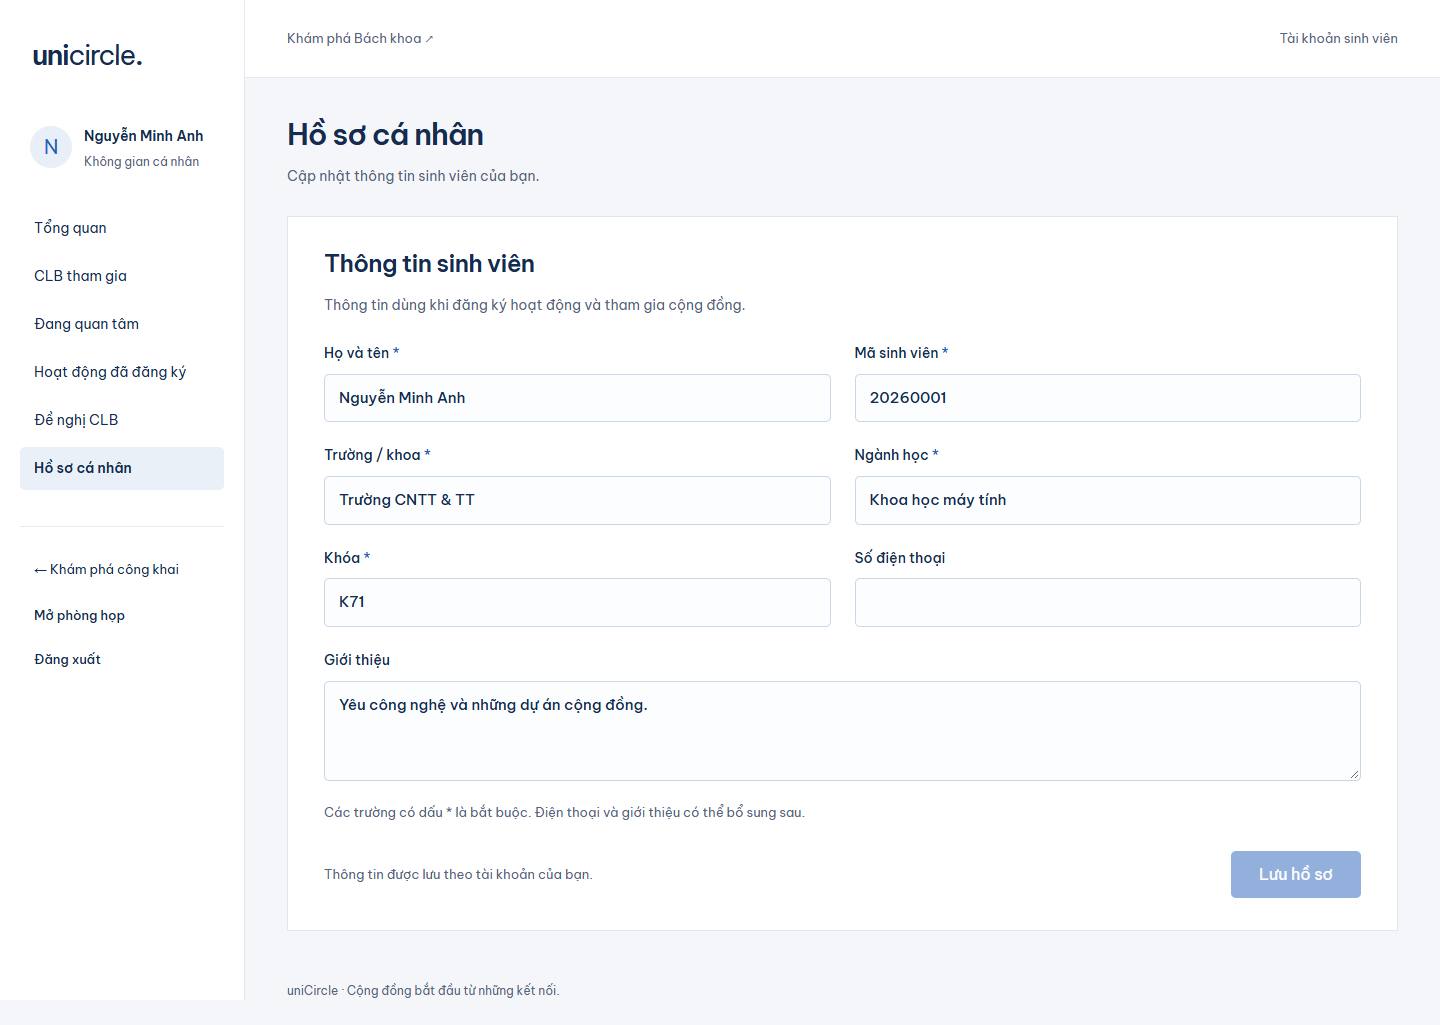 unicircle.
Khám phá Bách khoa ↗
Tài khoản sinh viên
N
Nguyễn Minh Anh
Không gian cá nhân
Tổng quan
CLB tham gia
Đang quan tâm
Hoạt động đã đăng ký
Đề nghị CLB
Hồ sơ cá nhân
← Khám phá công khai
Mở phòng họp
Đăng xuất
Hồ sơ cá nhân
Cập nhật thông tin sinh viên của bạn.
Thông tin sinh viên
Thông tin dùng khi đăng ký hoạt động và tham gia cộng đồng.
Họ và tên *
Mã sinh viên *
Nguyễn Minh Anh
20260001
Trường / khoa *
Ngành học *
Trường CNTT & TT
Khoa học máy tính
Khóa *
Số điện thoại
K71
Giới thiệu
Yêu công nghệ và những dự án cộng đồng.
Các trường có dấu * là bắt buộc. Điện thoại và giới thiệu có thể bổ sung sau.
Thông tin được lưu theo tài khoản của bạn.
Lưu hồ sơ
uniCircle · Cộng đồng bắt đầu từ những kết nối.